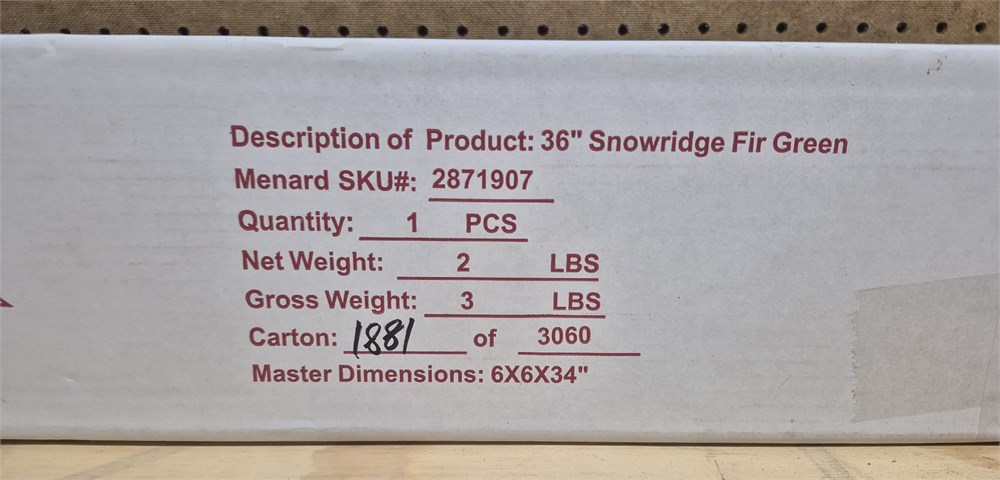 Description of Product: 36" Snowridge Fir Green
Menard SKU#: 2871907
Quantity: 1 PCS
Net Weight: 2 LBS
Gross Weight: 3 LBS
Carton: 1881 of 3060
Master Dimensions: 6X6X34"